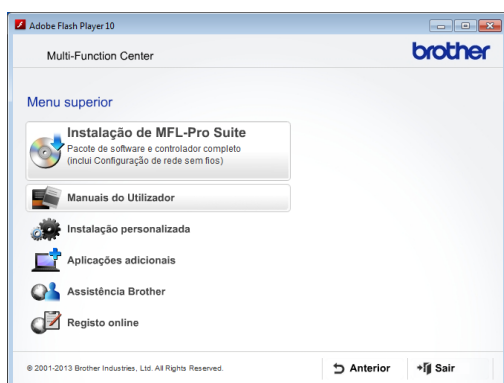 Adobe Flash Player 10
Multi-Function Center
brother
Menu superior
Instalação de MFL-Pro Suite
Pacote de software e controlador completo
(inclui Configuração de rede sem fios)
Manuais do Utilizador
Instalação personalizada
Aplicações adicionais
Assistência Brother
Registo online
© 2001-2013 Brother Industries, Ltd. All Rights Reserved.
Anterior
Sair